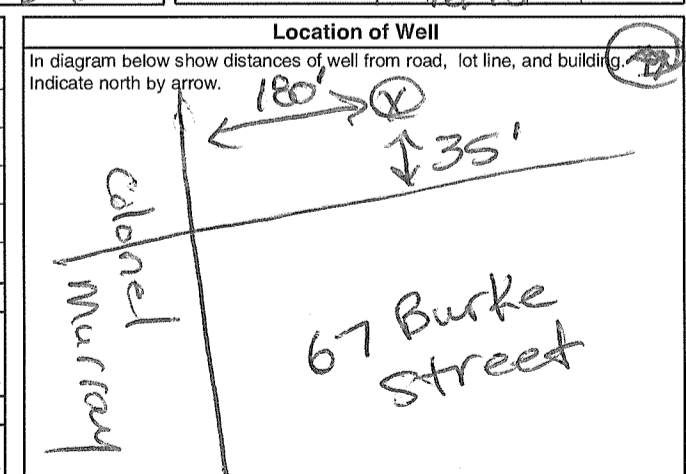 Location of Well
In diagram below show distances of well from road, lot line, and building.
Indicate north by arrow.
180'
X
35'
Colonel
Murray
67 Burke
Street